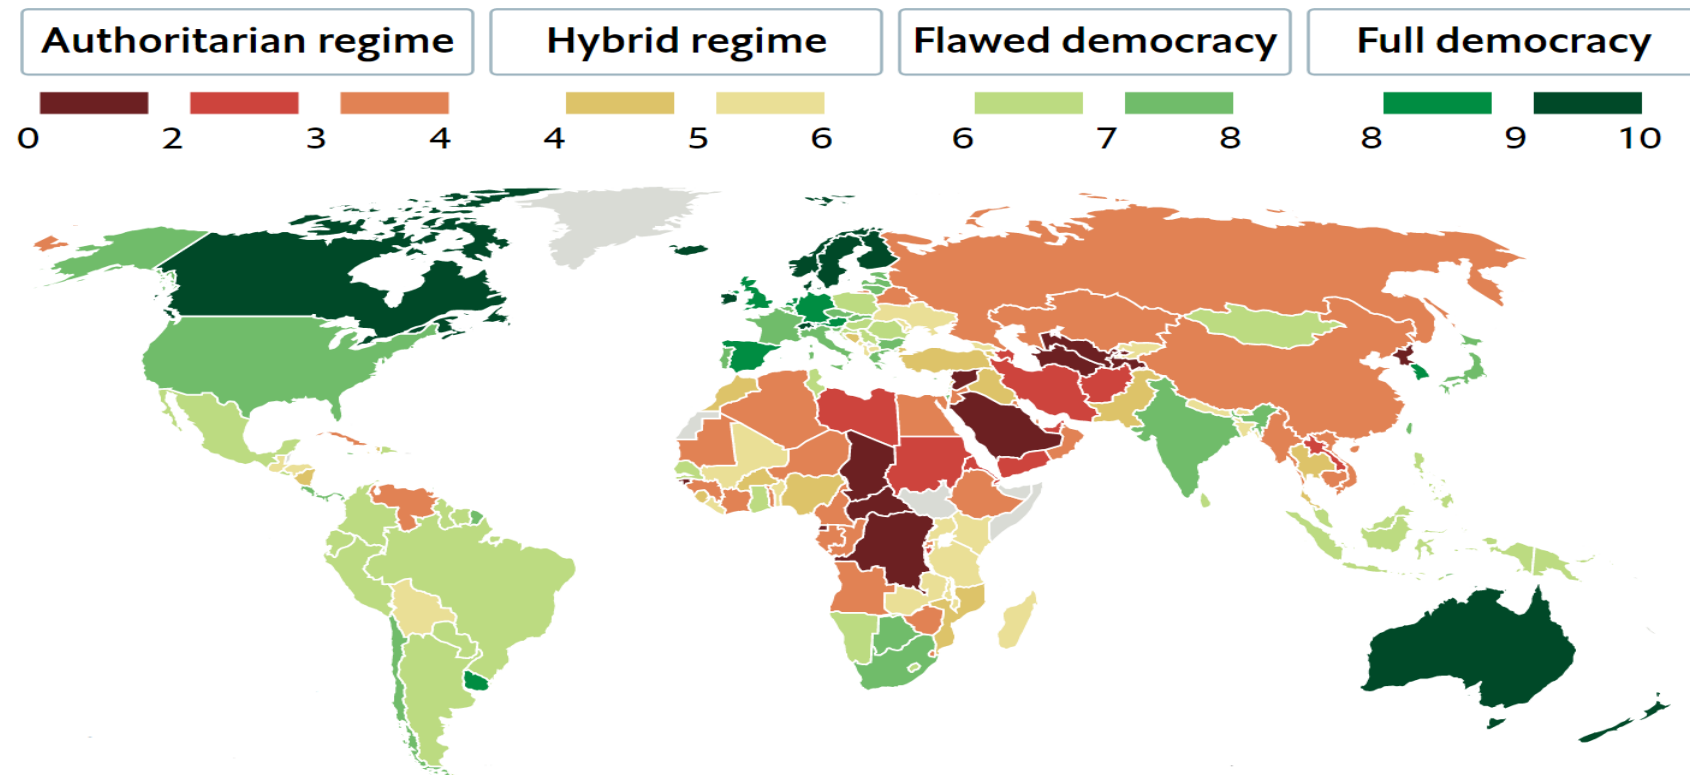 Authoritarian regime Hybrid regime Flawed democracy Full democracy
0 2 3 4 4 5 6 6 7 8 8 9 10